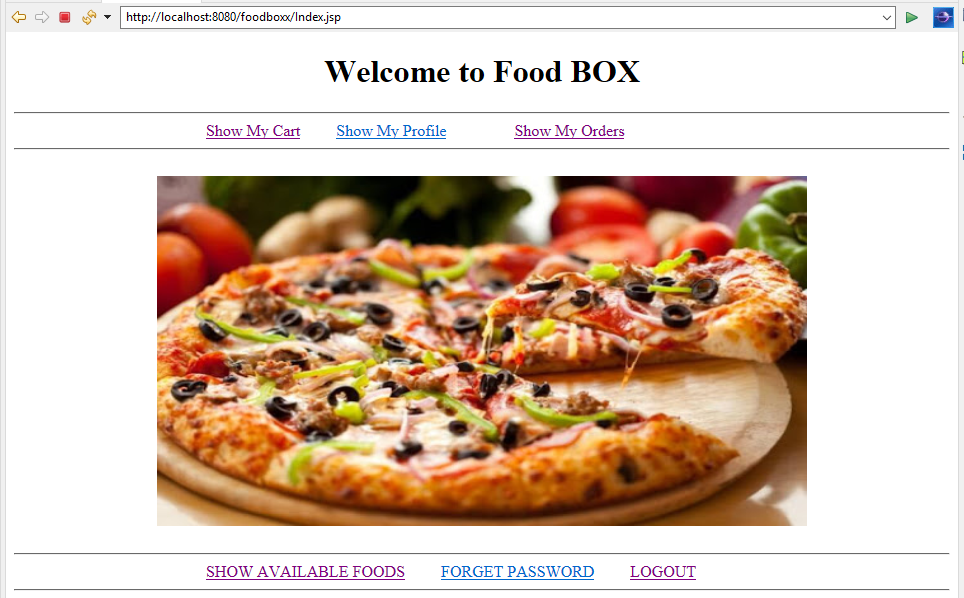 http://localhost:8080/foodboxx/Index.jsp
Welcome to Food BOX
Show My Cart Show My Profile Show My Orders
SHOW AVAILABLE FOODS FORGET PASSWORD LOGOUT